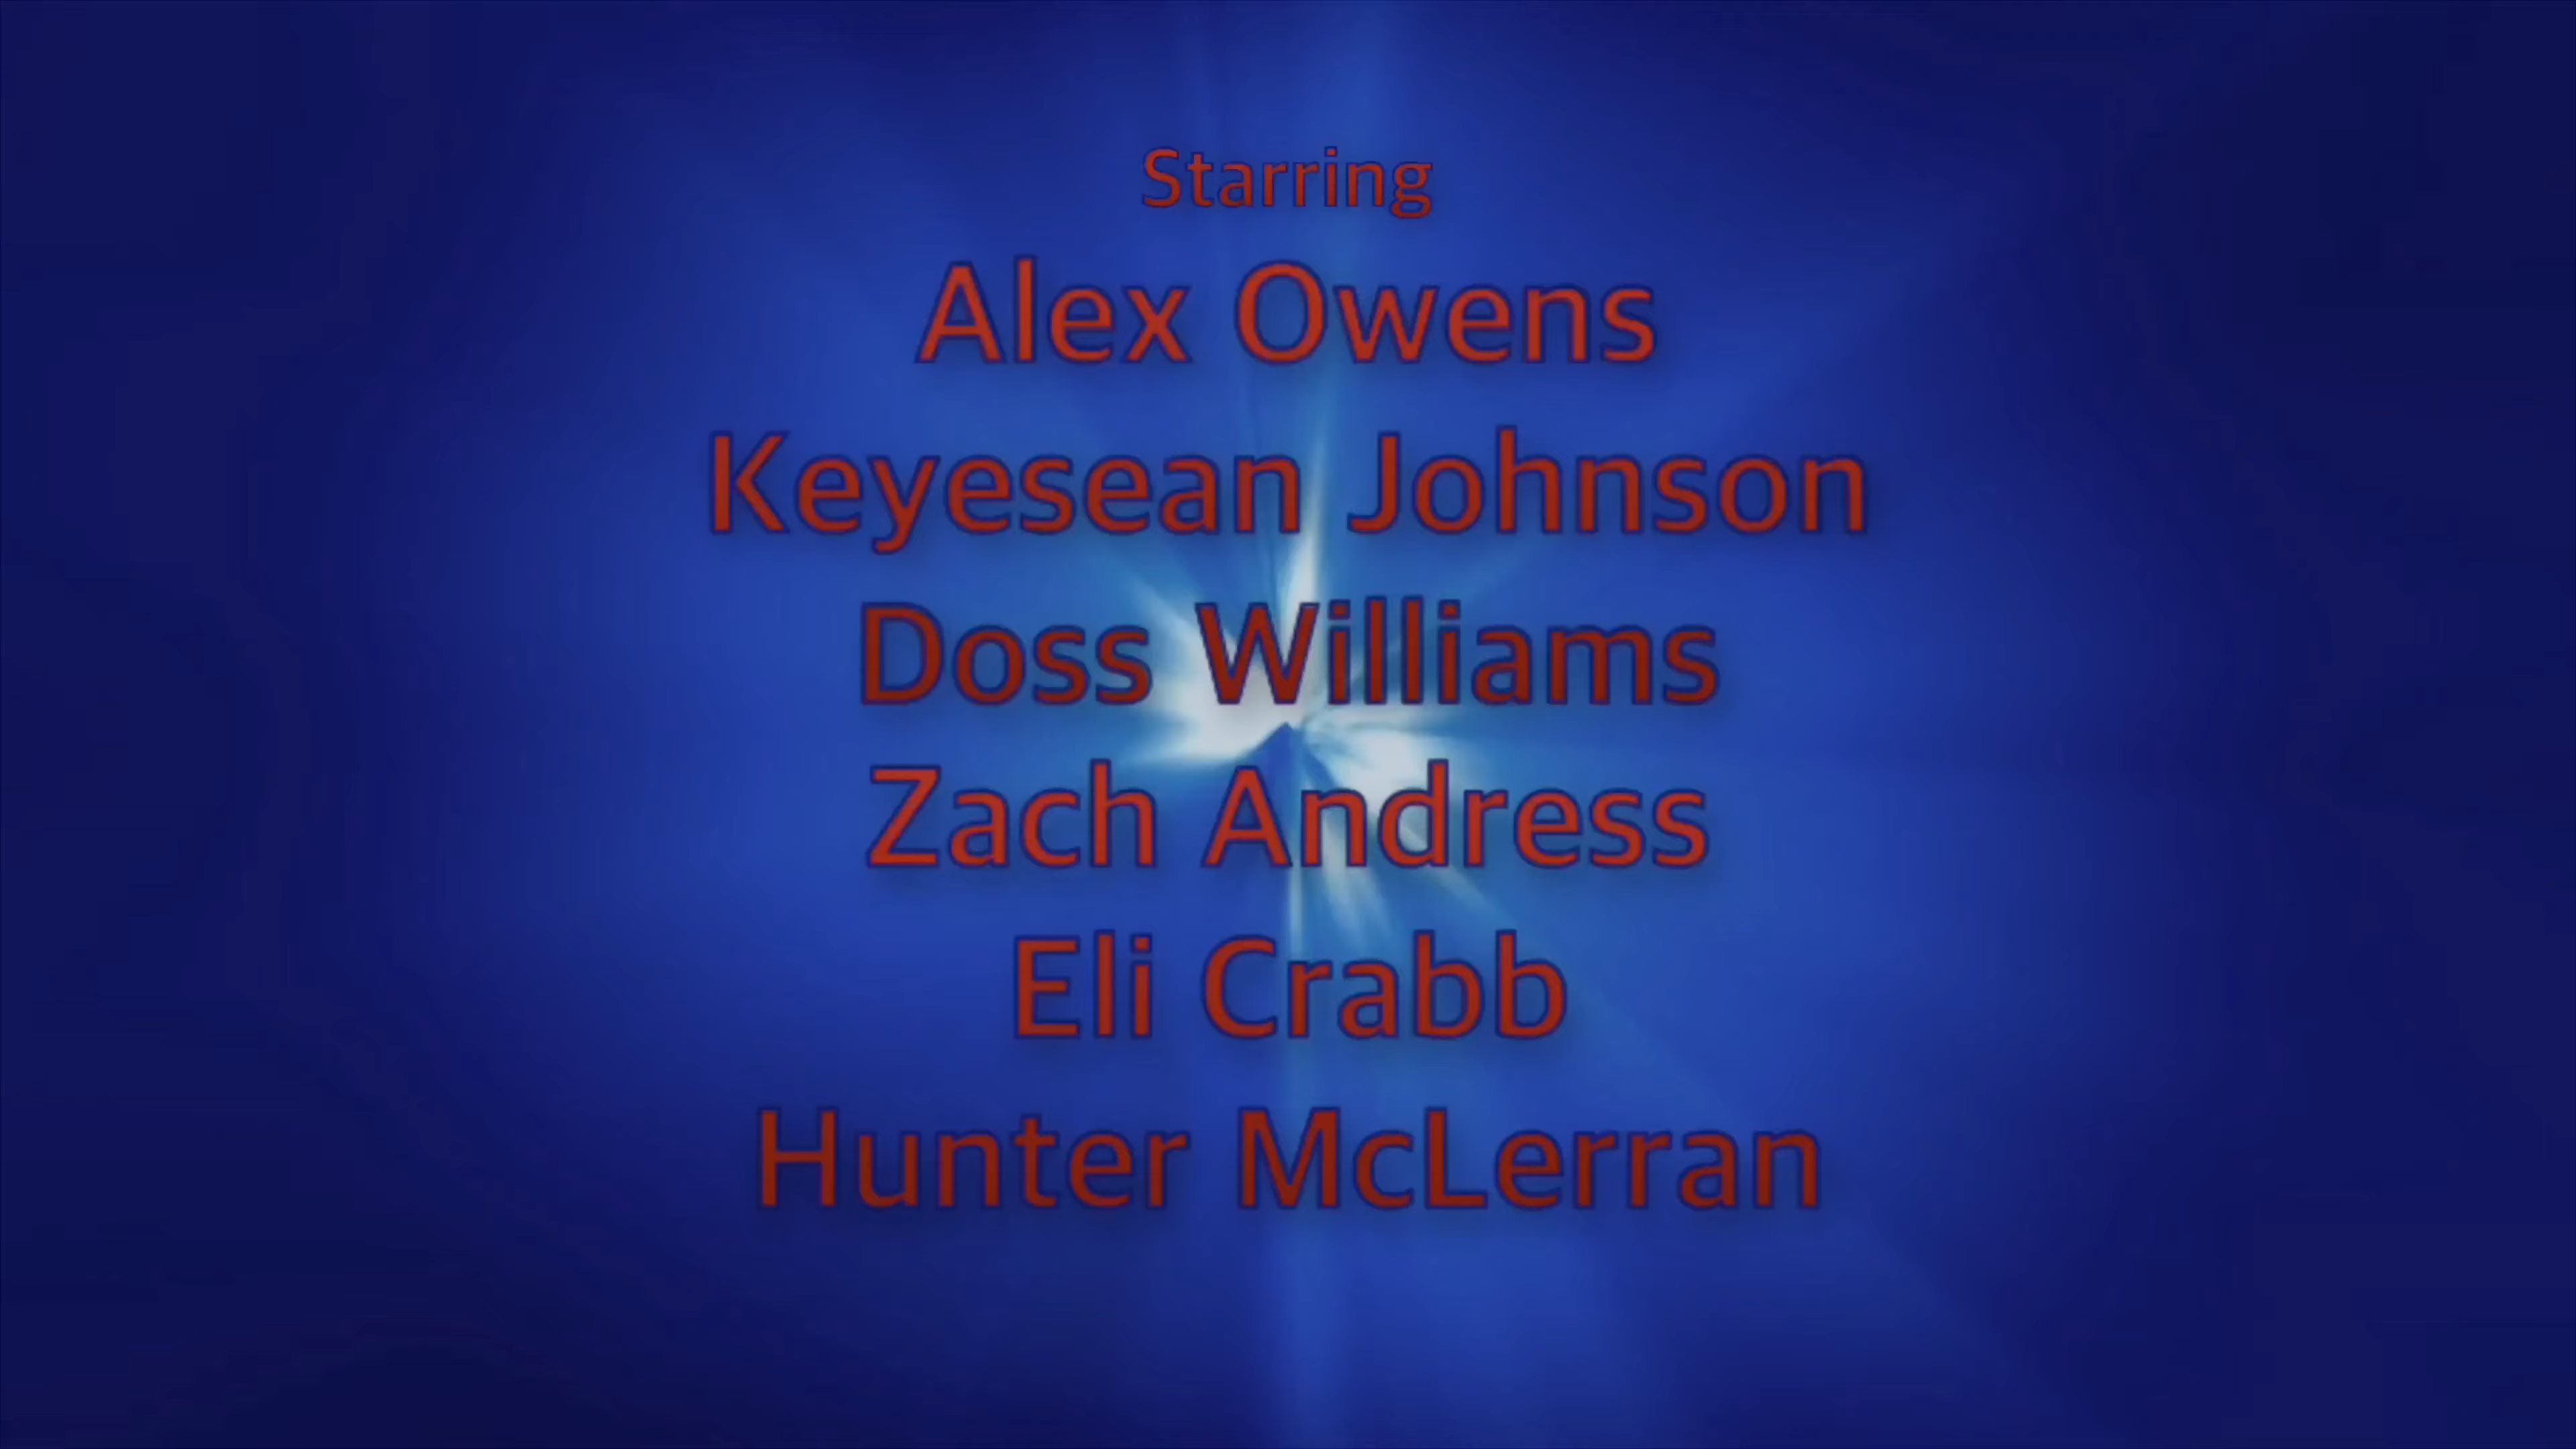 Starring
Alex Owens
Keyesean Johnson
Doss Williams
Zach Andress
Eli Crabb
Hunter McLerran